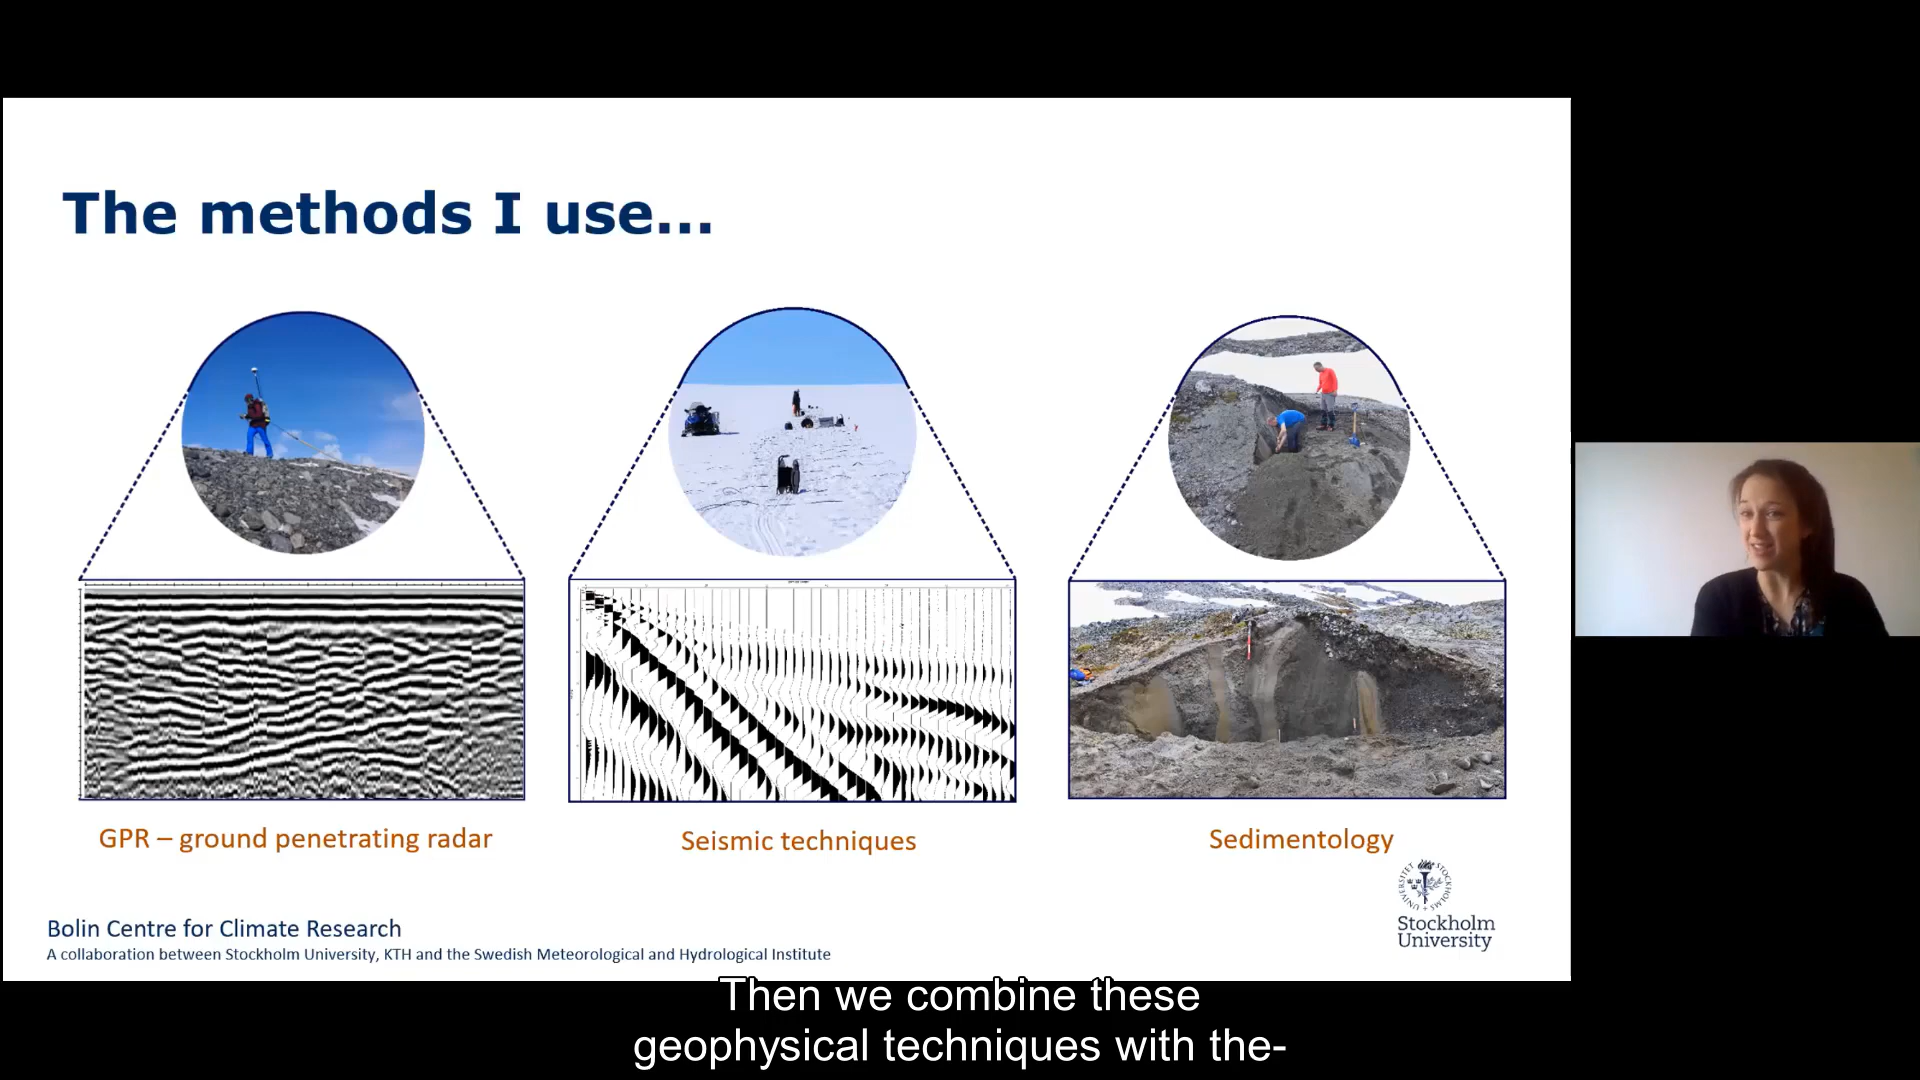 The methods I use...
GPR – ground penetrating radar
Seismic techniques
Sedimentology
Bolin Centre for Climate Research
A collaboration between Stockholm University, KTH and the Swedish Meteorological and Hydrological Institute
Stockholm
University
Then we combine these
geophysical techniques with the-